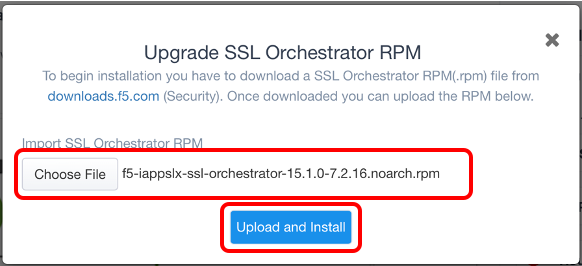 Upgrade SSL Orchestrator RPM
To begin installation you have to download a SSL Orchestrator RPM(.rpm) file from
downloads.f5.com (Security). Once downloaded you can upload the RPM below.
Import SSL Orchestrator RPM
Choose File f5-iappslx-ssl-orchestrator-15.1.0-7.2.16.noarch.rpm
Upload and Install